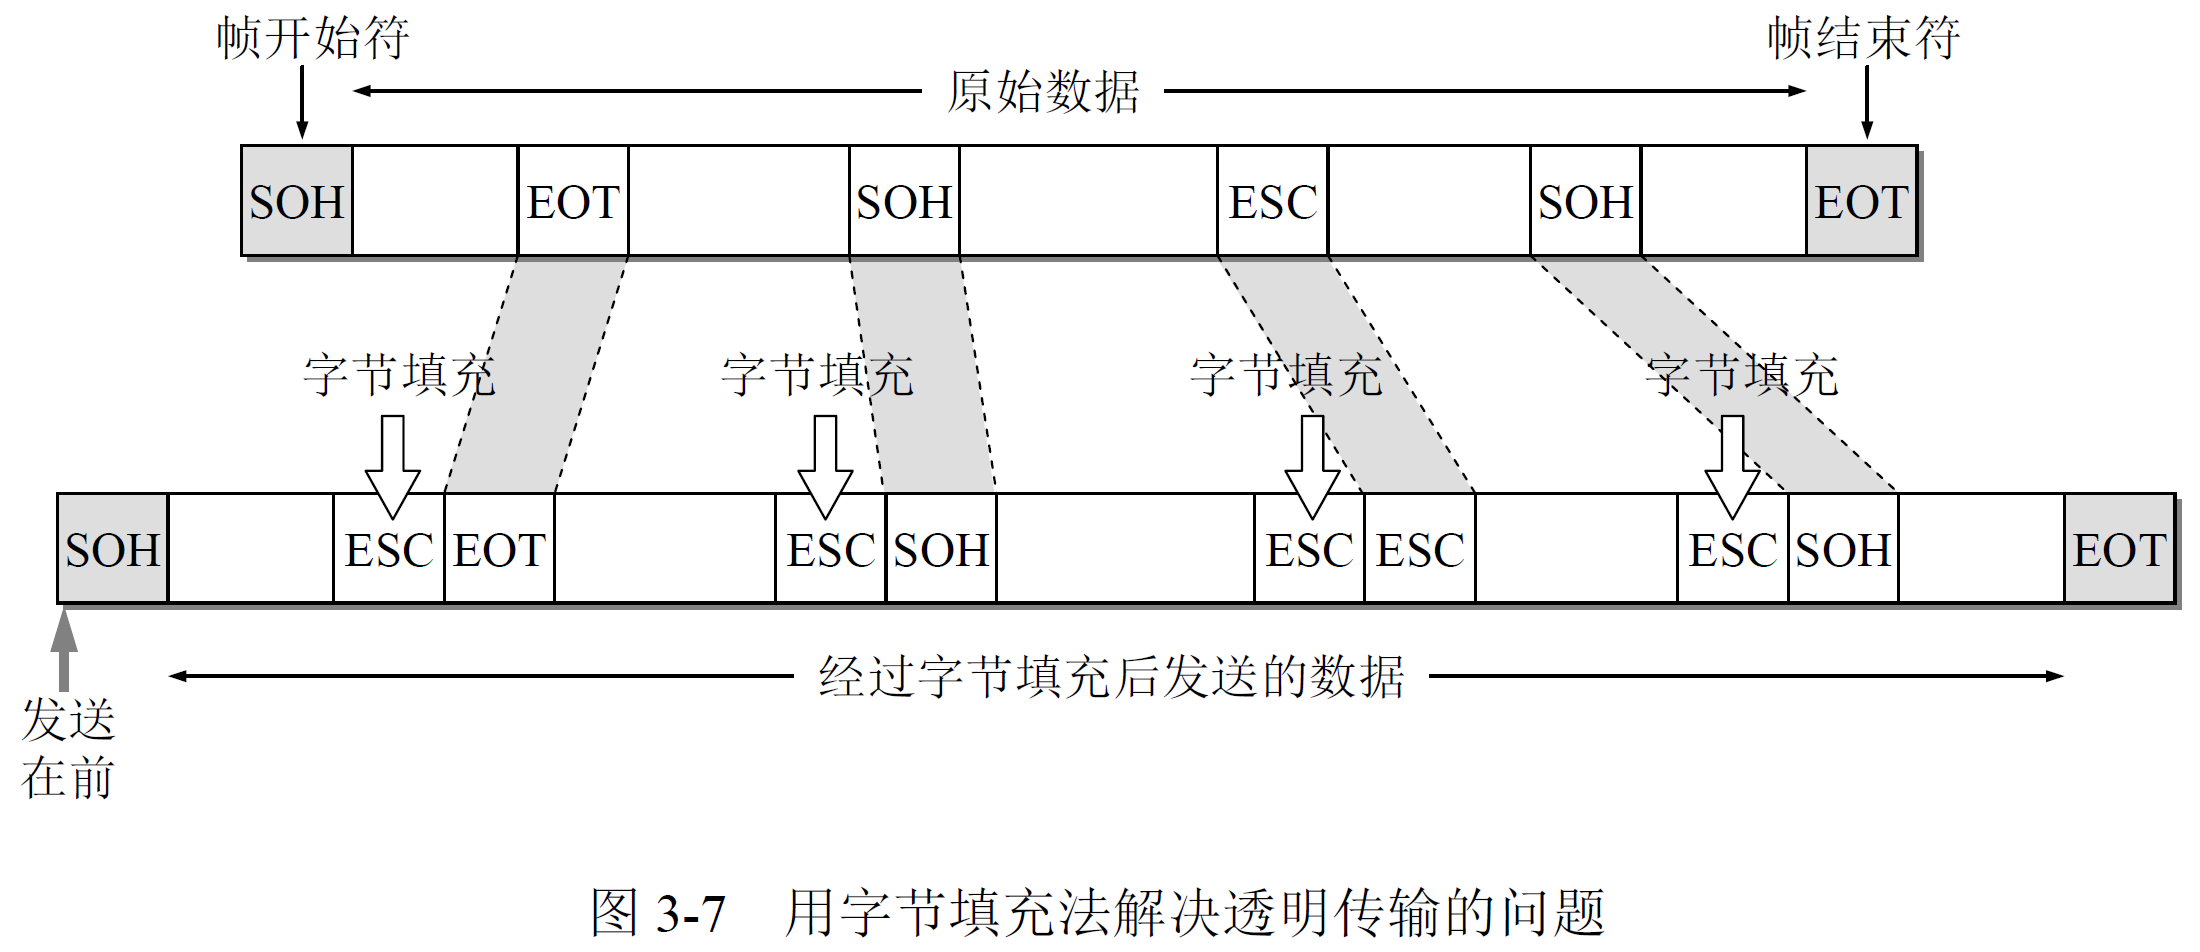 帧开始符
帧结束符
原始数据
SOH EOT SOH ESC SOH EOT
字节填充 字节填充 字节填充 字节填充
SOH ESC EOT ESC SOH ESC ESC ESC SOH EOT
经过字节填充后发送的数据
发送
在前
图 3-7 用字节填充法解决透明传输的问题